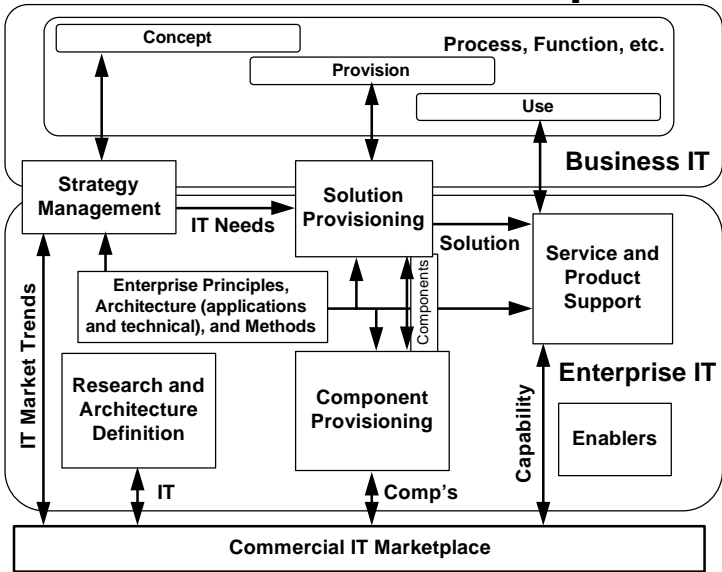 Concept
Process, Function, etc.
Provision
Use
Business IT
Strategy
Management
Solution
Provisioning
IT Needs
Solution
Service and
Product
Support
Enterprise Principles,
Architecture (applications
and technical), and Methods
Components
IT Market Trends
Research and
Architecture
Definition
Component
Provisioning
Enterprise IT
Capability
Enablers
IT
Comp's
Commercial IT Marketplace